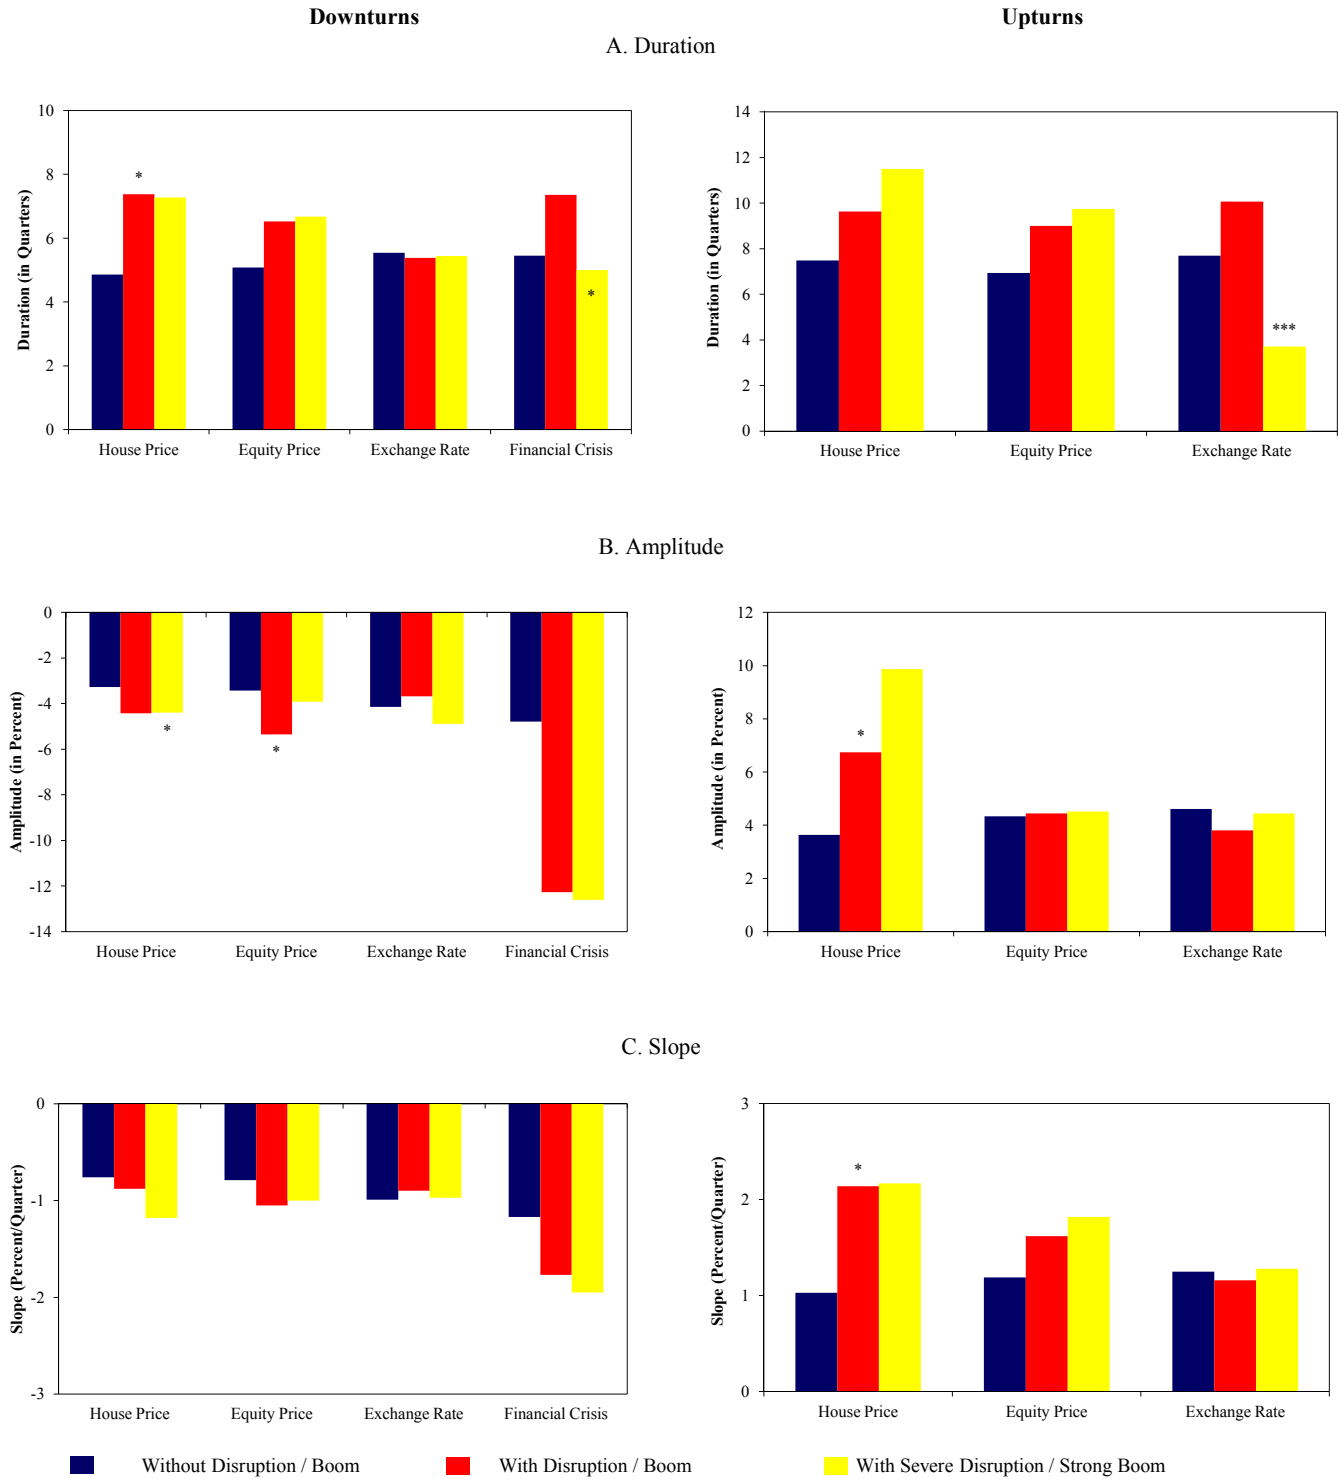 Downturns
Upturns
A. Duration
10
8
6
4
2
0
Duration (in Quarters)
*
*
House Price
Equity Price
Exchange Rate
Financial Crisis
14
12
10
8
6
4
2
0
Duration (in Quarters)
***
House Price
Equity Price
Exchange Rate
B. Amplitude
0
-2
-4
-6
-8
-10
-12
-14
Amplitude (in Percent)
*
*
House Price
Equity Price
Exchange Rate
Financial Crisis
12
10
8
6
4
2
0
Amplitude (in Percent)
*
House Price
Equity Price
Exchange Rate
C. Slope
0
-1
-2
-3
Slope (Percent/Quarter)
House Price
Equity Price
Exchange Rate
Financial Crisis
3
2
1
0
Slope (Percent/Quarter)
*
House Price
Equity Price
Exchange Rate
Without Disruption / Boom
With Disruption / Boom
With Severe Disruption / Strong Boom